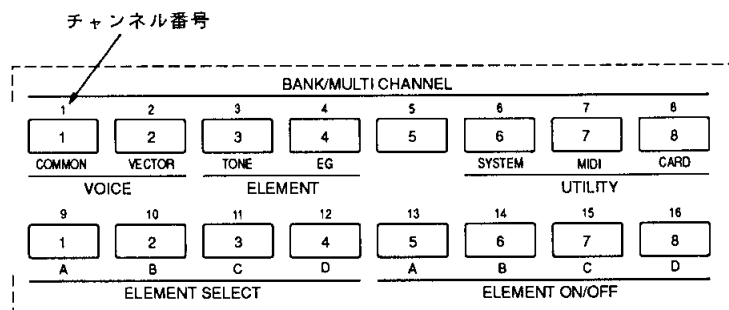 チャンネル番号
BANK/MULTI CHANNEL
1 2 3 4 5 6 7 8
1 2 3 4 5 6 7 8
COMMON VECTOR TONE EG SYSTEM MIDI CARD
VOICE ELEMENT UTILITY
9 10 11 12 13 14 15 16
1 2 3 4 5 6 7 8
A B C D A B C D
ELEMENT SELECT ELEMENT ON/OFF